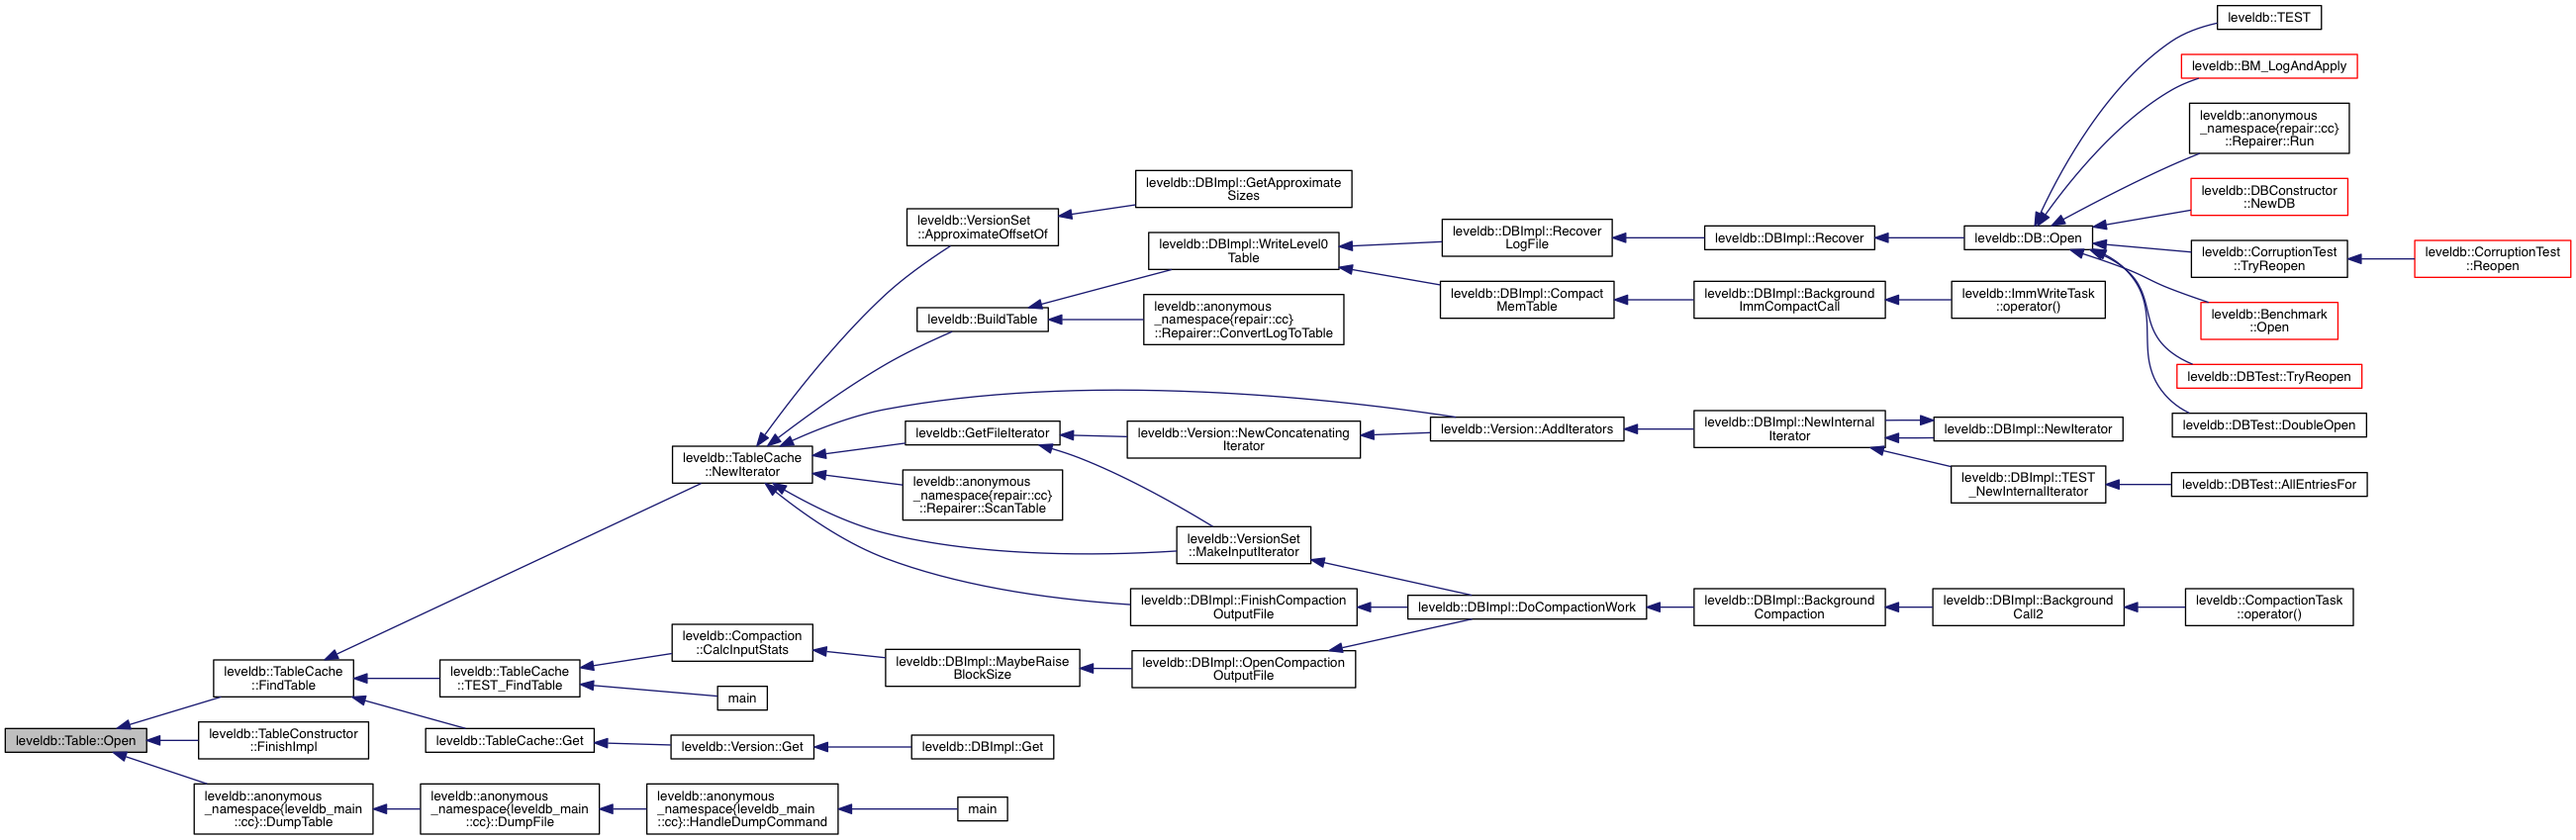 leveldb::TEST
leveldb::BM_LogAndApply
leveldb::anonymous
_namespace{repair::cc}
::Repairer::Run
leveldb::DBImpl::GetApproximate
Sizes
leveldb::DBConstructor
::NewDB
leveldb::VersionSet
::ApproximateOffsetOf
leveldb::DBImpl::WriteLevel0
Table
leveldb::DBImpl::Recover
LogFile
leveldb::DBImpl::Recover
leveldb::DB::Open
leveldb::CorruptionTest
::TryReopen
leveldb::CorruptionTest
::Reopen
leveldb::BuildTable
leveldb::anonymous
_namespace{repair::cc}
::Repairer::ConvertLogToTable
leveldb::DBImpl::Compact
MemTable
leveldb::DBImpl::Background
ImmCompactCall
leveldb::ImmWriteTask
::operator()
leveldb::Benchmark
::Open
leveldb::DBTest::TryReopen
leveldb::DBTest::DoubleOpen
leveldb::TableCache
::NewIterator
leveldb::GetFileIterator
leveldb::Version::NewConcatenating
Iterator
leveldb::Version::AddIterators
leveldb::DBImpl::NewInternal
Iterator
leveldb::DBImpl::NewIterator
leveldb::anonymous
_namespace{repair::cc}
::Repairer::ScanTable
leveldb::DBImpl::TEST
_NewInternalIterator
leveldb::DBTest::AllEntriesFor
leveldb::VersionSet
::MakeInputIterator
leveldb::DBImpl::FinishCompaction
OutputFile
leveldb::DBImpl::DoCompactionWork
leveldb::DBImpl::Background
Compaction
leveldb::DBImpl::Background
Call2
leveldb::CompactionTask
::operator()
leveldb::TableCache
::FindTable
leveldb::TableCache
::TEST_FindTable
leveldb::Compaction
::CalcInputStats
leveldb::DBImpl::MaybeRaise
BlockSize
leveldb::DBImpl::OpenCompaction
OutputFile
main
leveldb::Table::Open
leveldb::TableConstructor
::FinishImpl
leveldb::TableCache::Get
leveldb::Version::Get
leveldb::DBImpl::Get
leveldb::anonymous
_namespace{leveldb_main
::cc}::DumpTable
leveldb::anonymous
_namespace{leveldb_main
::cc}::DumpFile
leveldb::anonymous
_namespace{leveldb_main
::cc}::HandleDumpCommand
main